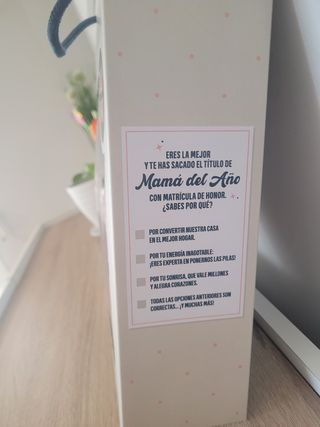 ERES LA MEJOR
Y TE HAS SACADO EL TÍTULO DE
Mamá del Año
CON MATRÍCULA DE HONOR.
¿SABES POR QUÉ?
POR CONVERTIR NUESTRA CASA
EN EL MEJOR HOGAR.
POR TU ENERGÍA INAGOTABLE:
¡ERES EXPERTA EN PONERNOS LAS PILAS!
POR TU SONRISA, QUE VALE MILLONES
Y ALEGRA CORAZONES.
TODAS LAS OPCIONES ANTERIORES SON
CORRECTAS... ¡Y MUCHAS MÁS!